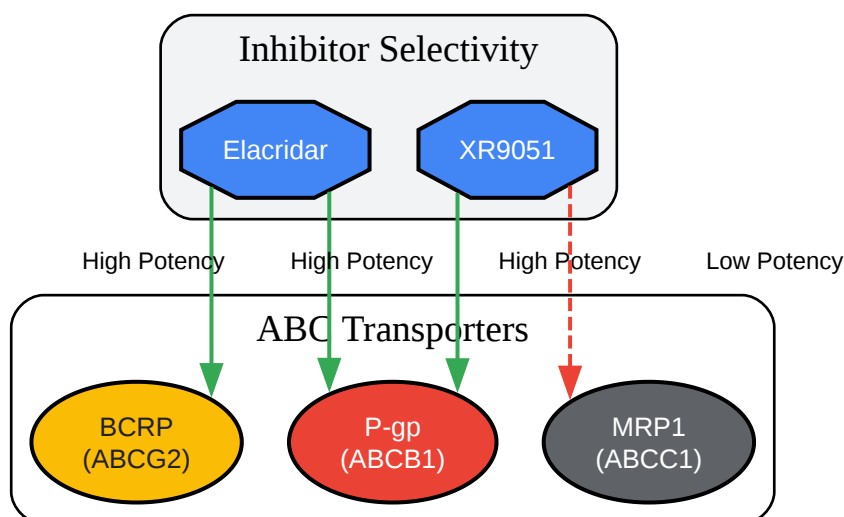 Inhibitor Selectivity
Elacridar
XR9051
High Potency
High Potency
High Potency
Low Potency
ABC Transporters
BCRP
(ABCG2)
P-gp
(ABCB1)
MRP1
(ABCC1)